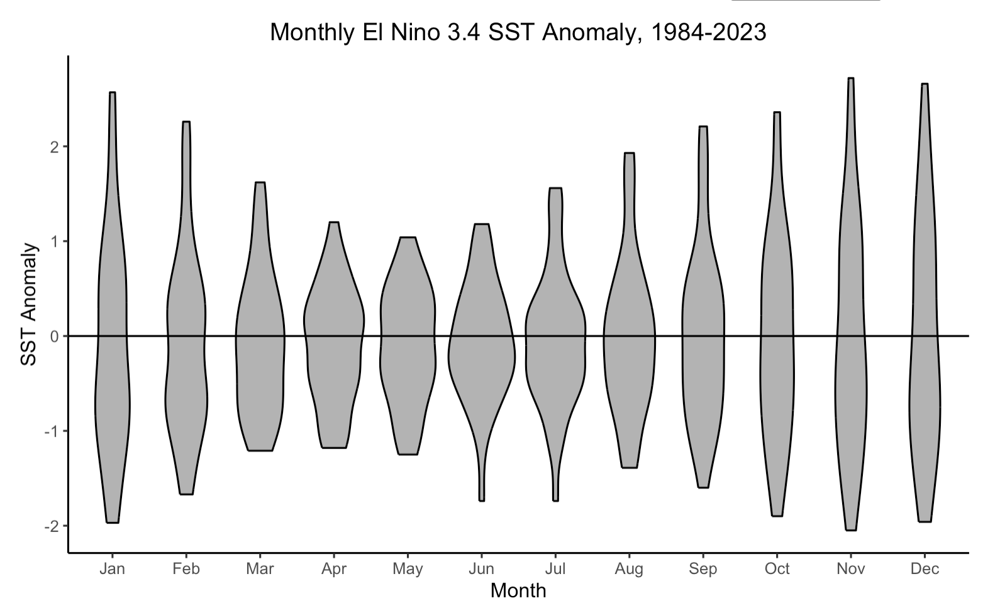 Monthly El Nino 3.4 SST Anomaly, 1984-2023
SST Anomaly
2
1
0
-1
-2
Jan Feb Mar Apr May Jun Jul Aug Sep Oct Nov Dec
Month